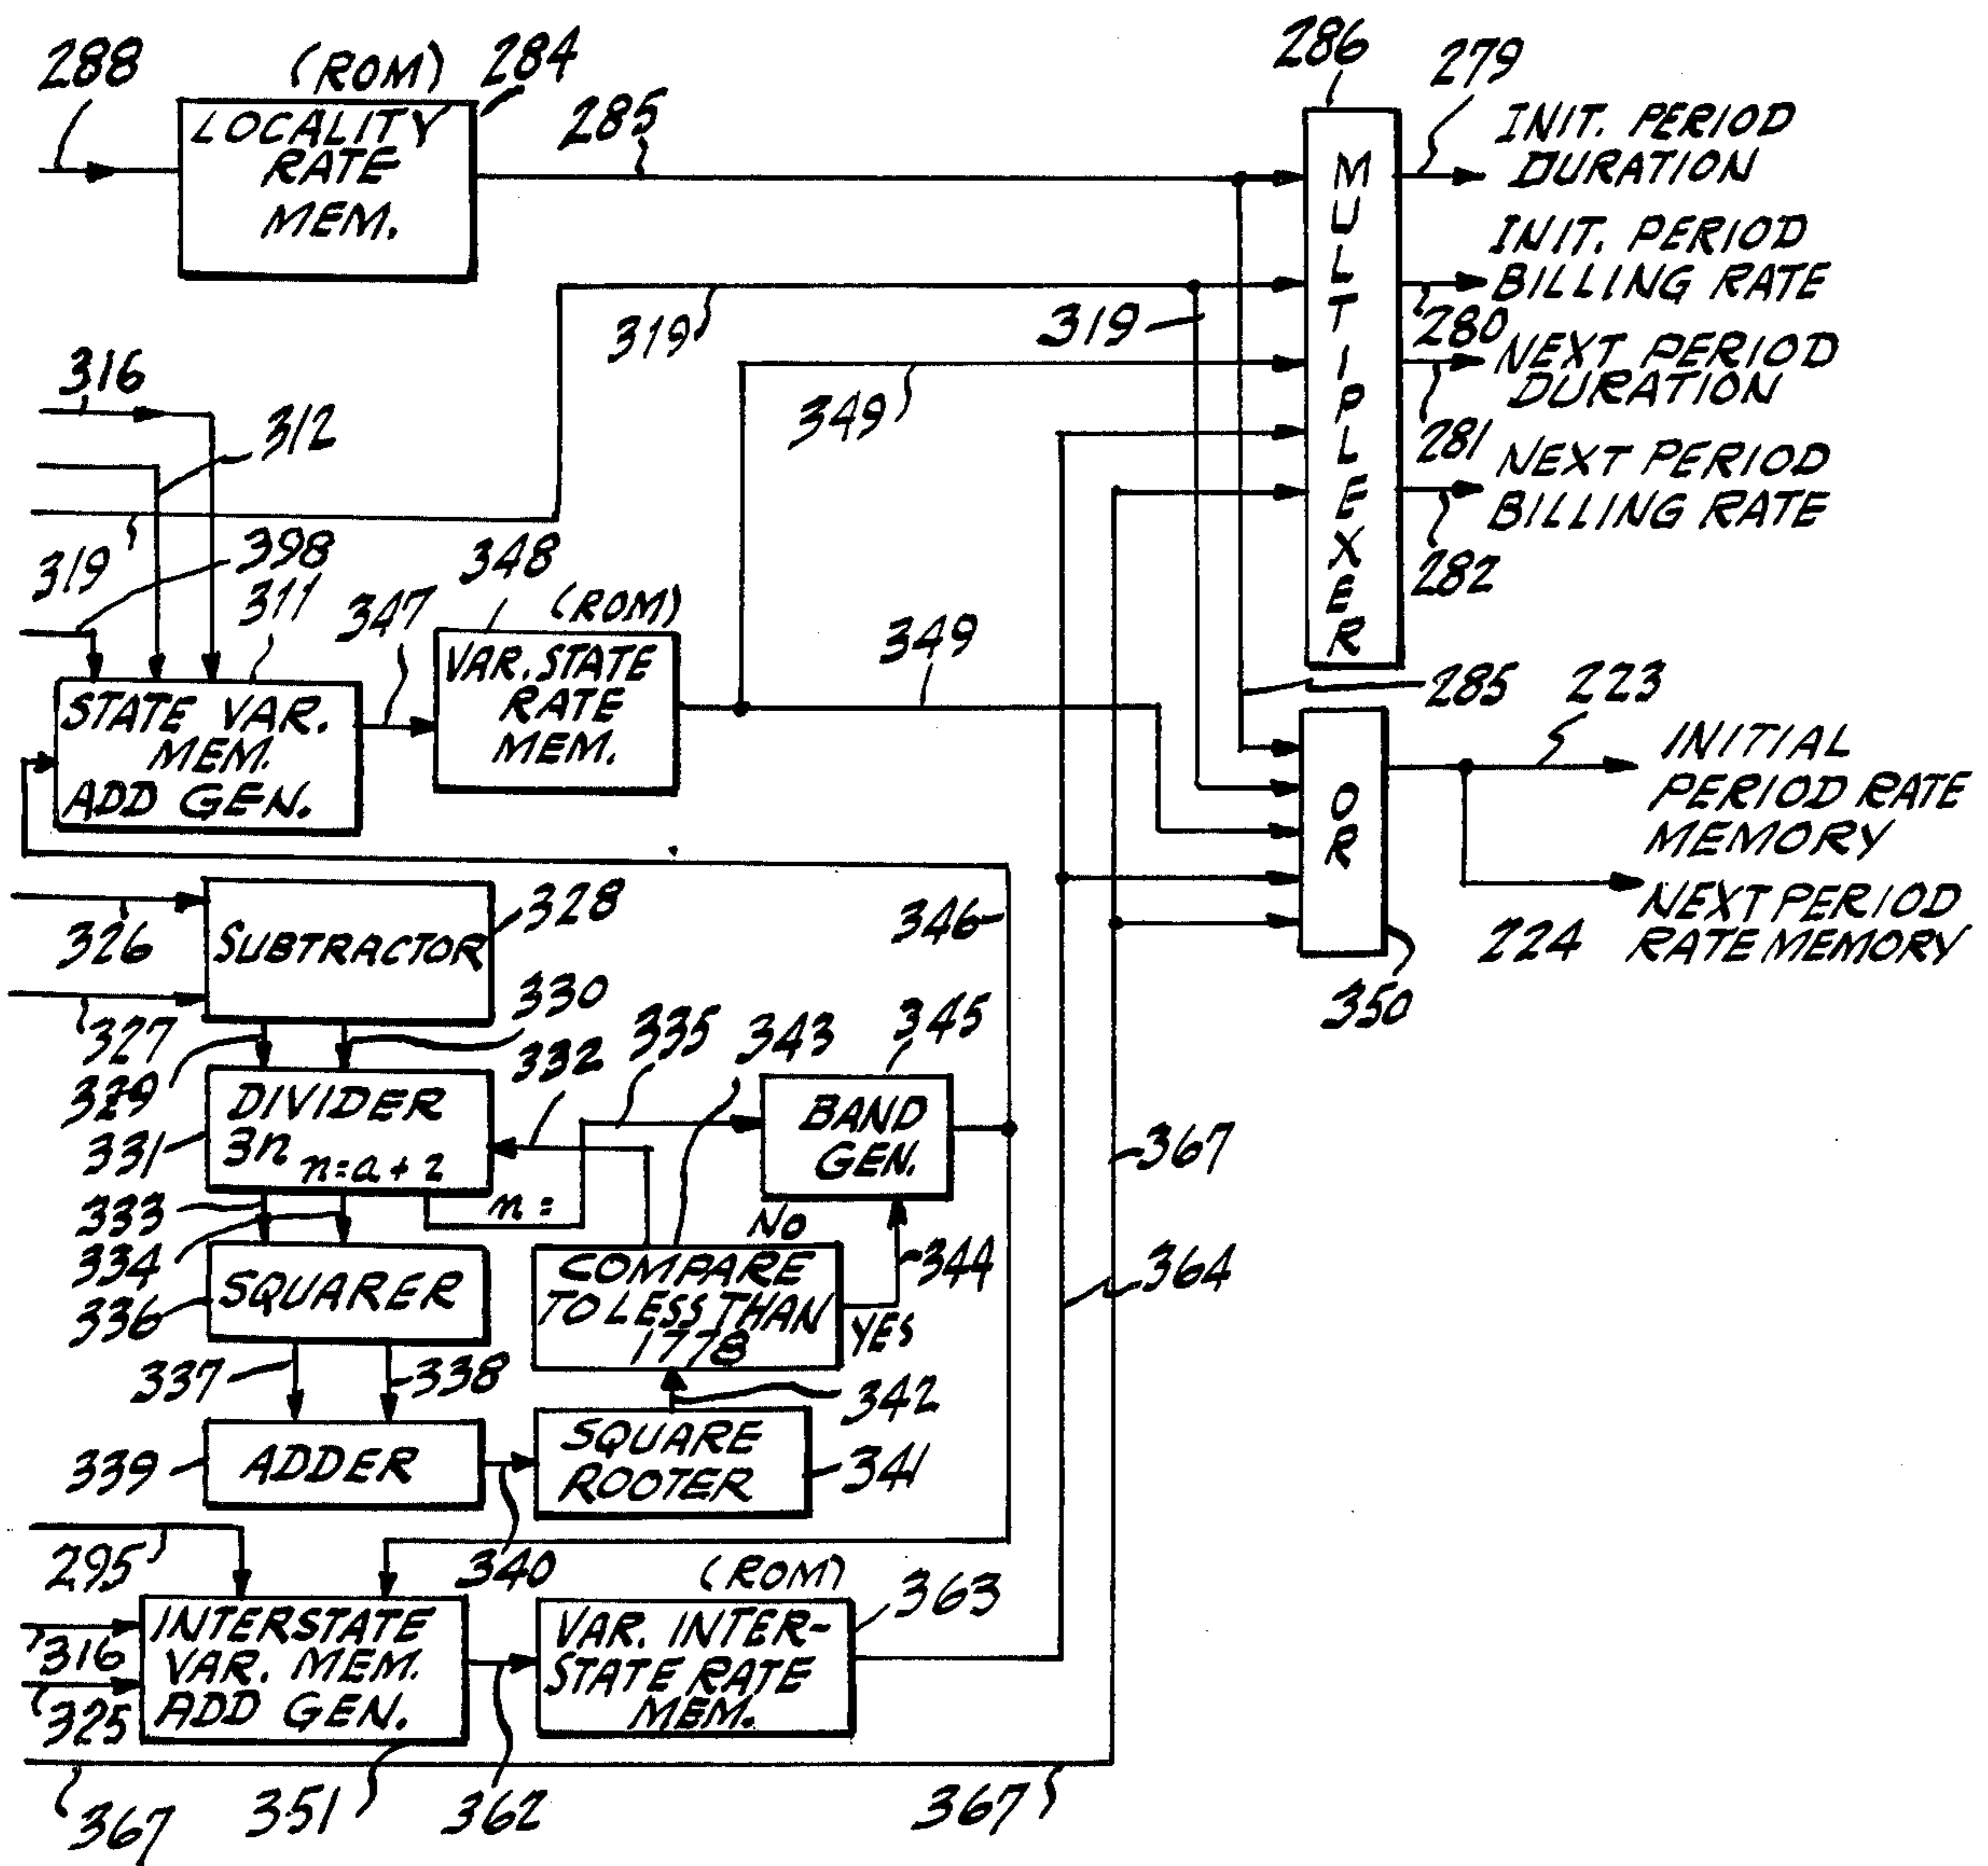 288
(ROM)
284
LOCALITY
RATE
MEM.
285
286
279
INIT. PERIOD
DURATION
MULTIPLEXER
INIT. PERIOD
BILLING RATE
280
319
319
NEXT PERIOD
DURATION
281
349
NEXT PERIOD
BILLING RATE
282
316
312
319
398
311
347
348
(ROM)
STATE VAR.
MEM.
ADD GEN.
VAR. STATE
RATE
MEM.
349
285
223
INITIAL
PERIOD RATE
MEMORY
OR
224
NEXT PERIOD
RATE MEMORY
350
326
SUBTRACTOR
328
346
327
330
329
332
335
343
345
331
DIVIDER
3n n=a+2
n=
BAND
GEN.
367
333
334
NO
336
SQUARER
COMPARE
TO LESS THAN
1778
344
YES
364
337
338
342
339
ADDER
SQUARE
ROOTER
341
295
340
(ROM)
363
316
325
INTERSTATE
VAR. MEM.
ADD GEN.
VAR. INTER-
STATE RATE
MEM.
367
351
362
367